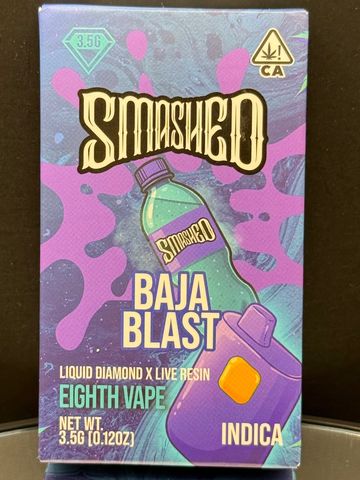 3.5G
CA
SMASHED
SMASHED
BAJA
BLAST
LIQUID DIAMOND X LIVE RESIN
EIGHTH VAPE
NET WT.
3.5G [0.12OZ]
INDICA